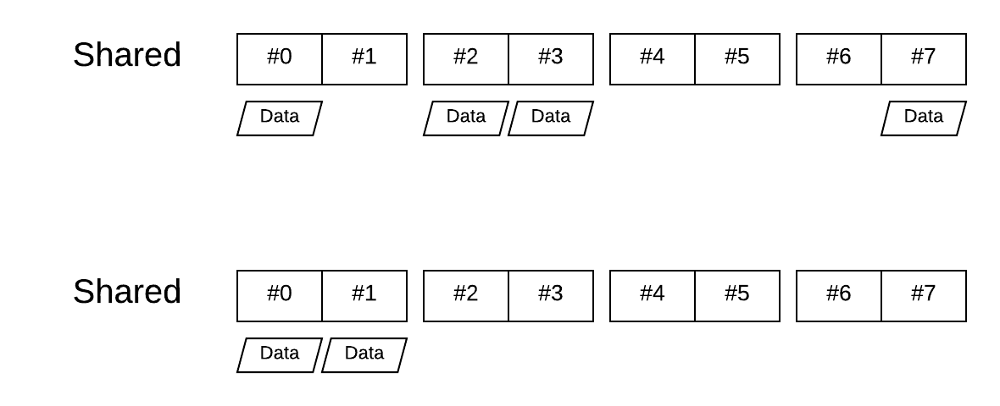 Shared #0 #1 #2 #3 #4 #5 #6 #7
Data Data Data Data
Shared #0 #1 #2 #3 #4 #5 #6 #7
Data Data